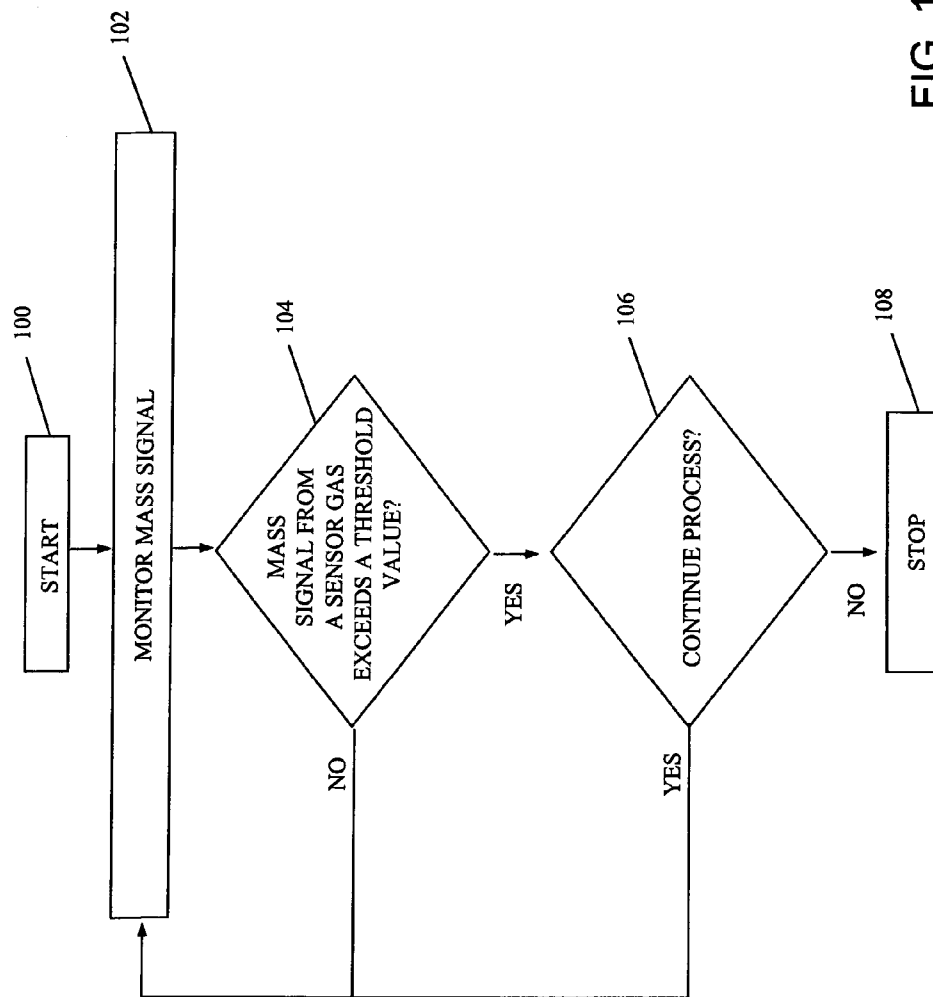 100
START
102
MONITOR MASS SIGNAL
104
MASS
SIGNAL FROM
A SENSOR GAS
EXCEEDS A THRESHOLD
VALUE?
NO
YES
106
CONTINUE PROCESS?
YES
NO
108
STOP
FIG. 1